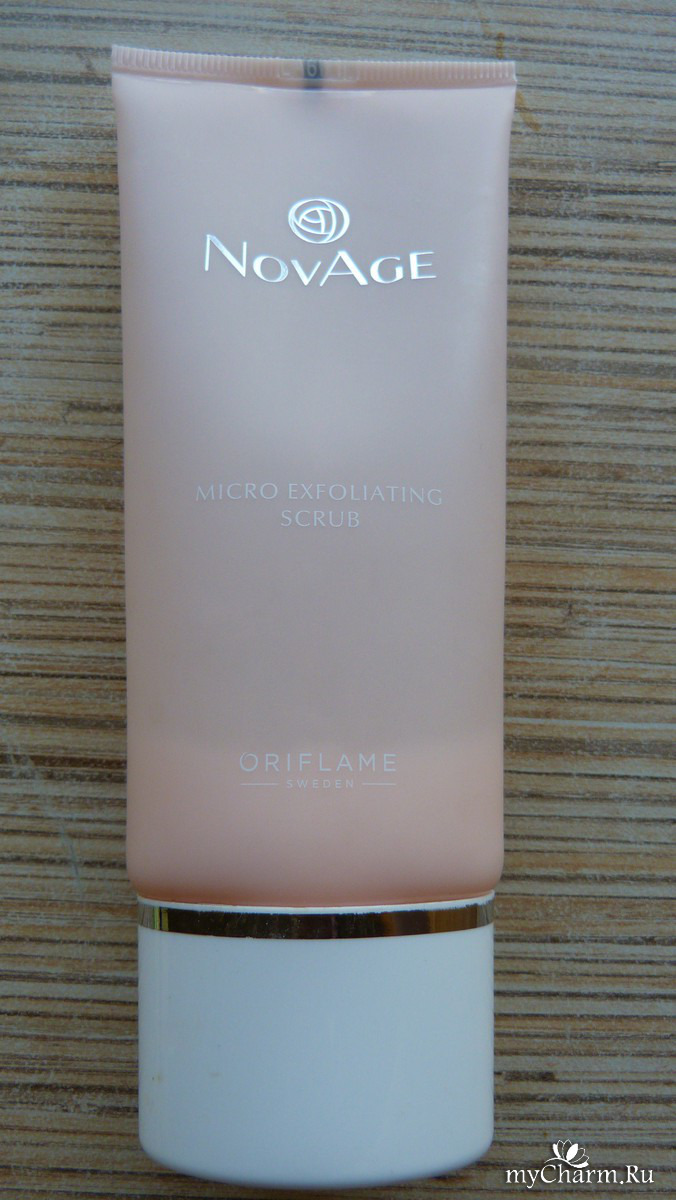 NOVAGE
MICRO EXFOLIATING
SCRUB
ORIFLAME
SWEDEN
myCharm.Ru